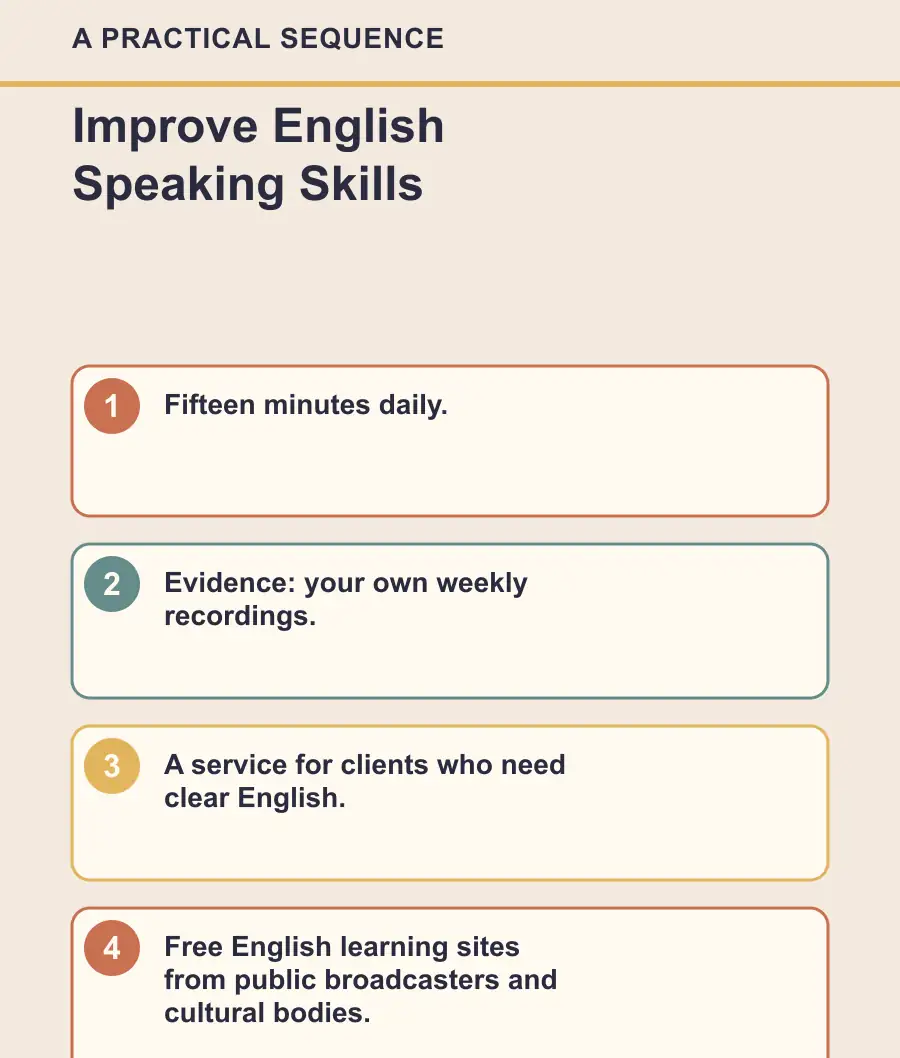 A PRACTICAL SEQUENCE
Improve English
Speaking Skills
1
Fifteen minutes daily.
2
Evidence: your own weekly
recordings.
3
A service for clients who need
clear English.
4
Free English learning sites
from public broadcasters and
cultural bodies.